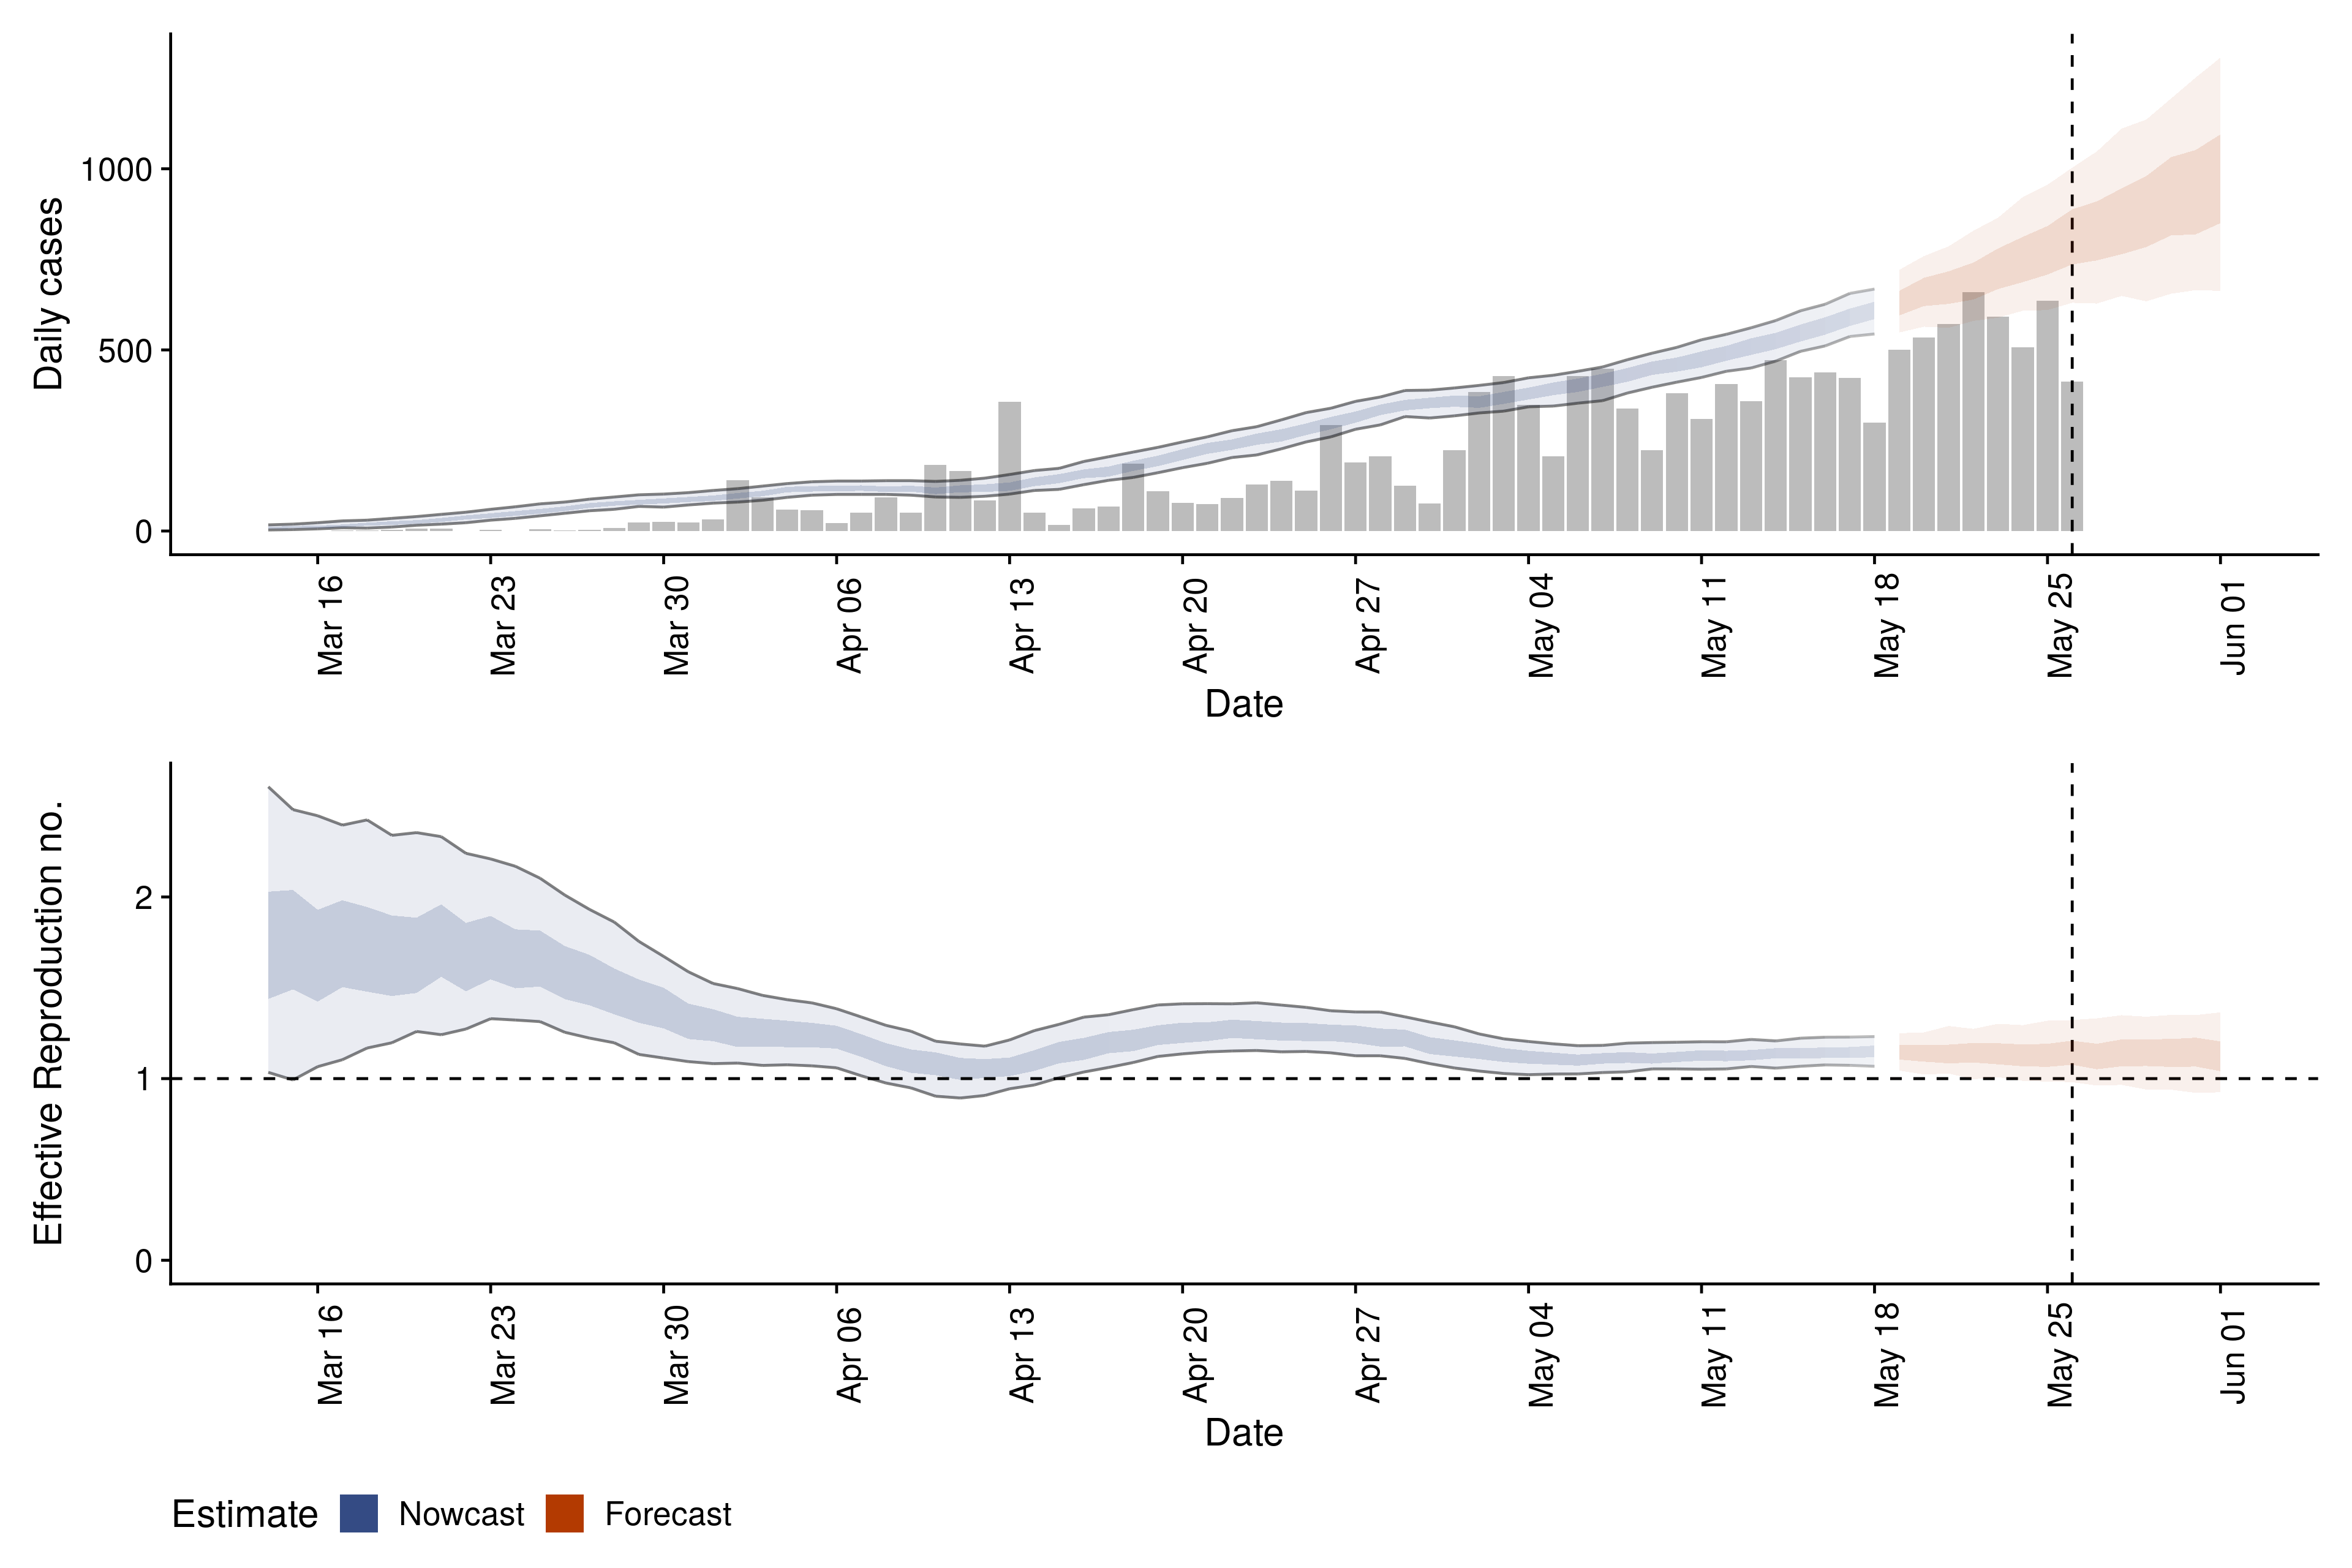 Daily cases
1000
500
0
Mar 16
Mar 23
Mar 30
Apr 06
Apr 13
Apr 20
Apr 27
May 04
May 11
May 18
May 25
Jun 01
Date
Effective Reproduction no.
2
1
0
Mar 16
Mar 23
Mar 30
Apr 06
Apr 13
Apr 20
Apr 27
May 04
May 11
May 18
May 25
Jun 01
Date
Estimate Nowcast Forecast